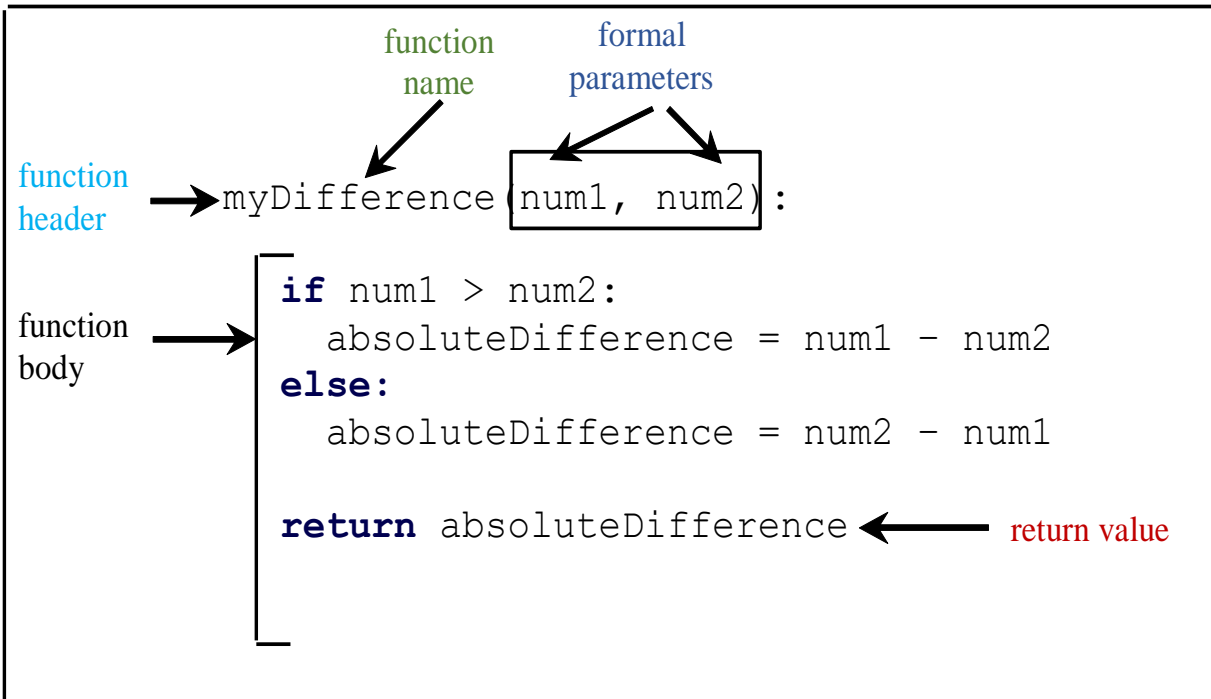 function
name
formal
parameters
function
header
myDifference(num1, num2):
function
body
if num1 > num2:
absoluteDifference = num1 – num2
else:
absoluteDifference = num2 – num1
return absoluteDifference
return value